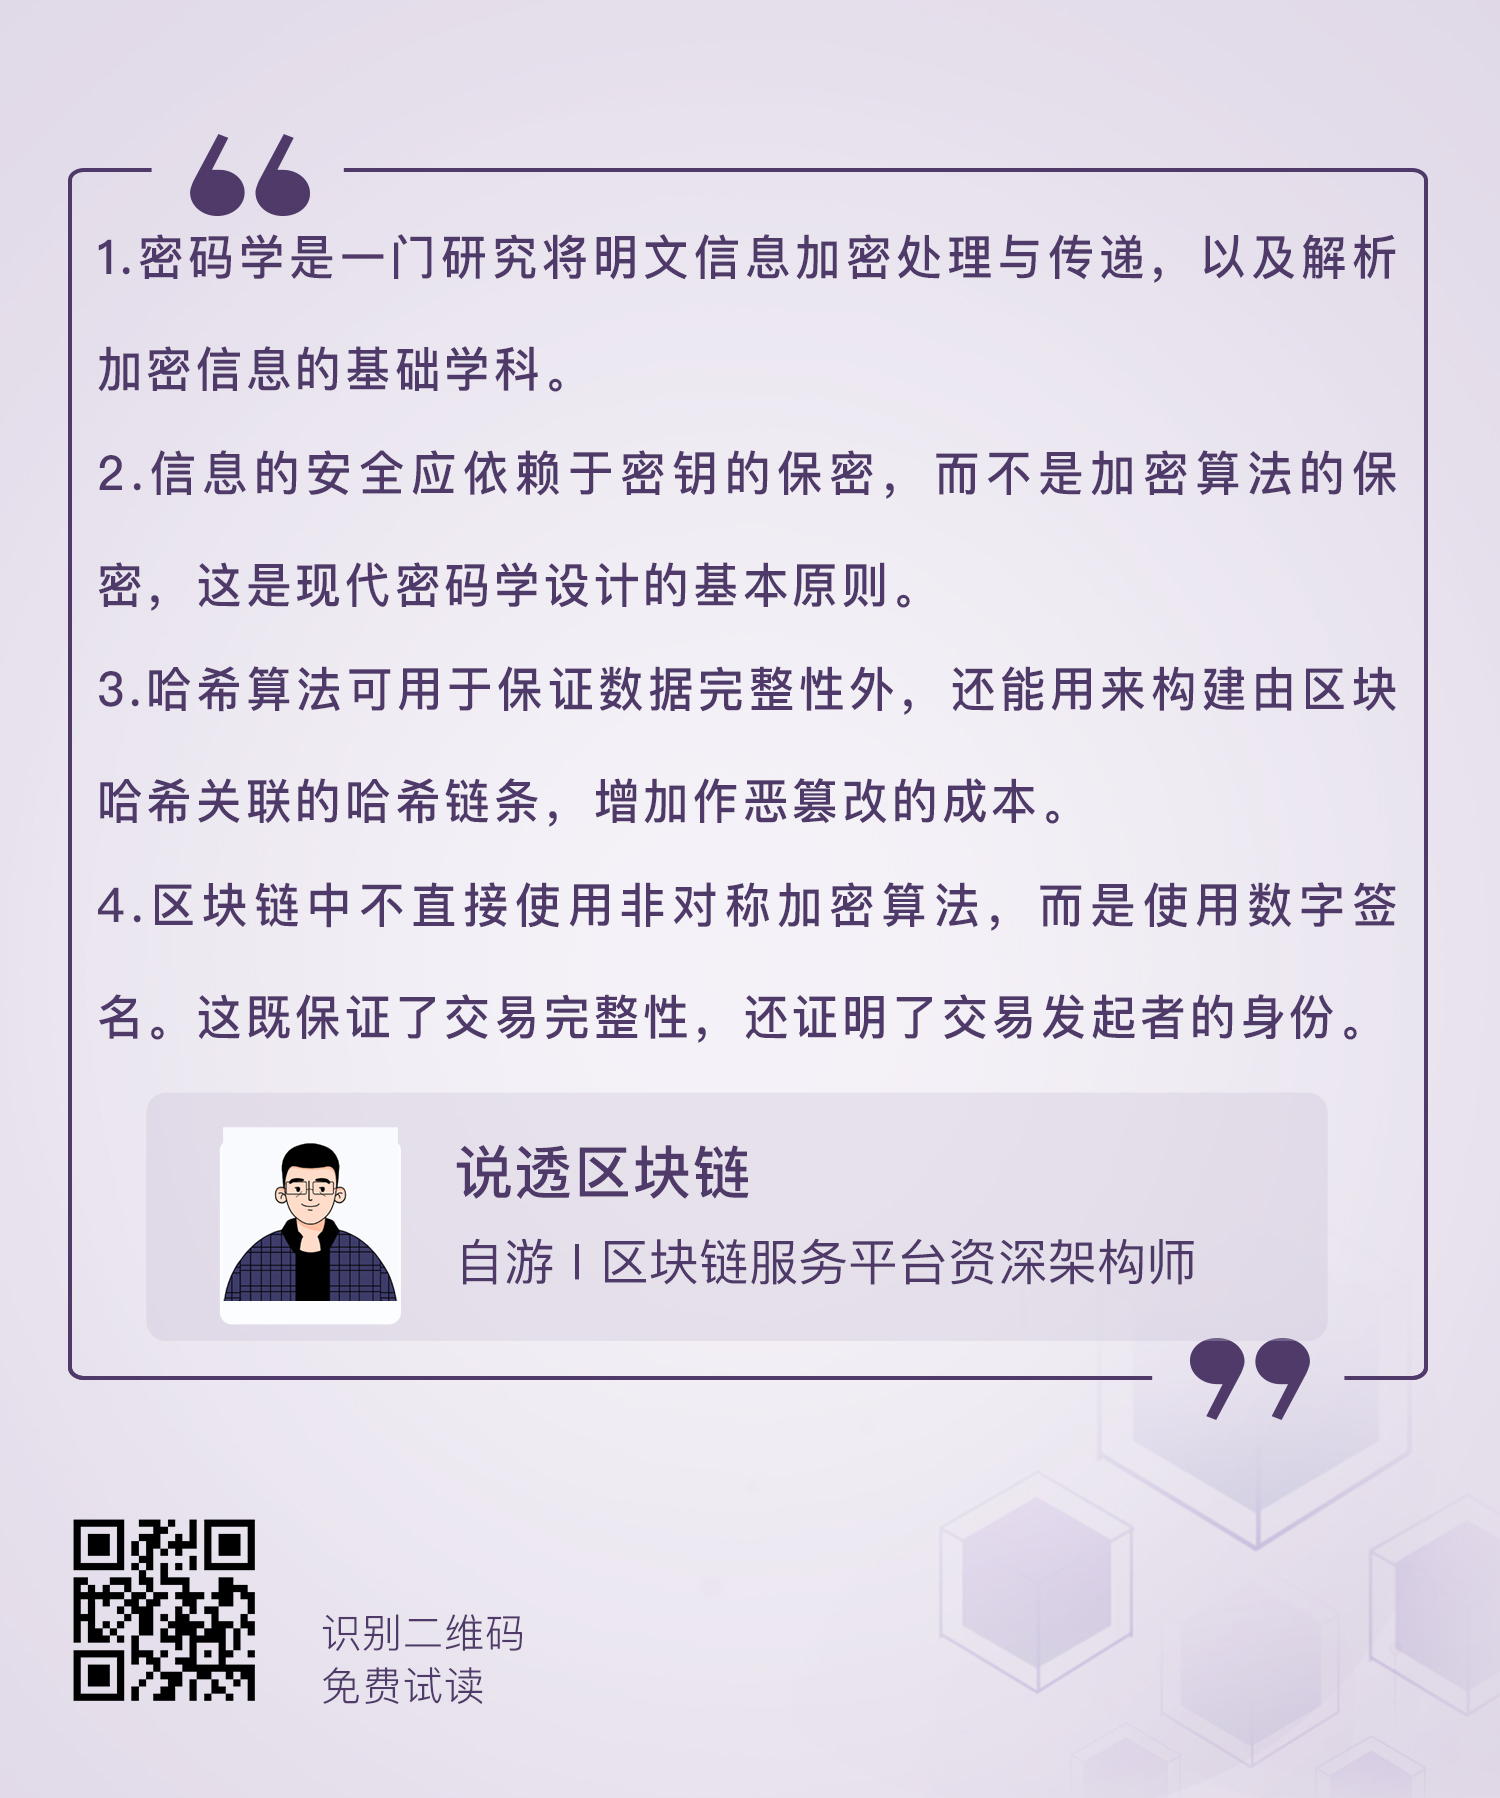 1.密码学是一门研究将明文信息加密处理与传递，以及解析
加密信息的基础学科。
2.信息的安全应依赖于密钥的保密，而不是加密算法的保
密，这是现代密码学设计的基本原则。
3.哈希算法可用于保证数据完整性外，还能用来构建由区块
哈希关联的哈希链条，增加作恶篡改的成本。
4.区块链中不直接使用非对称加密算法，而是使用数字签
名。这既保证了交易完整性，还证明了交易发起者的身份。
说透区块链
自游 | 区块链服务平台资深架构师
识别二维码
免费试读